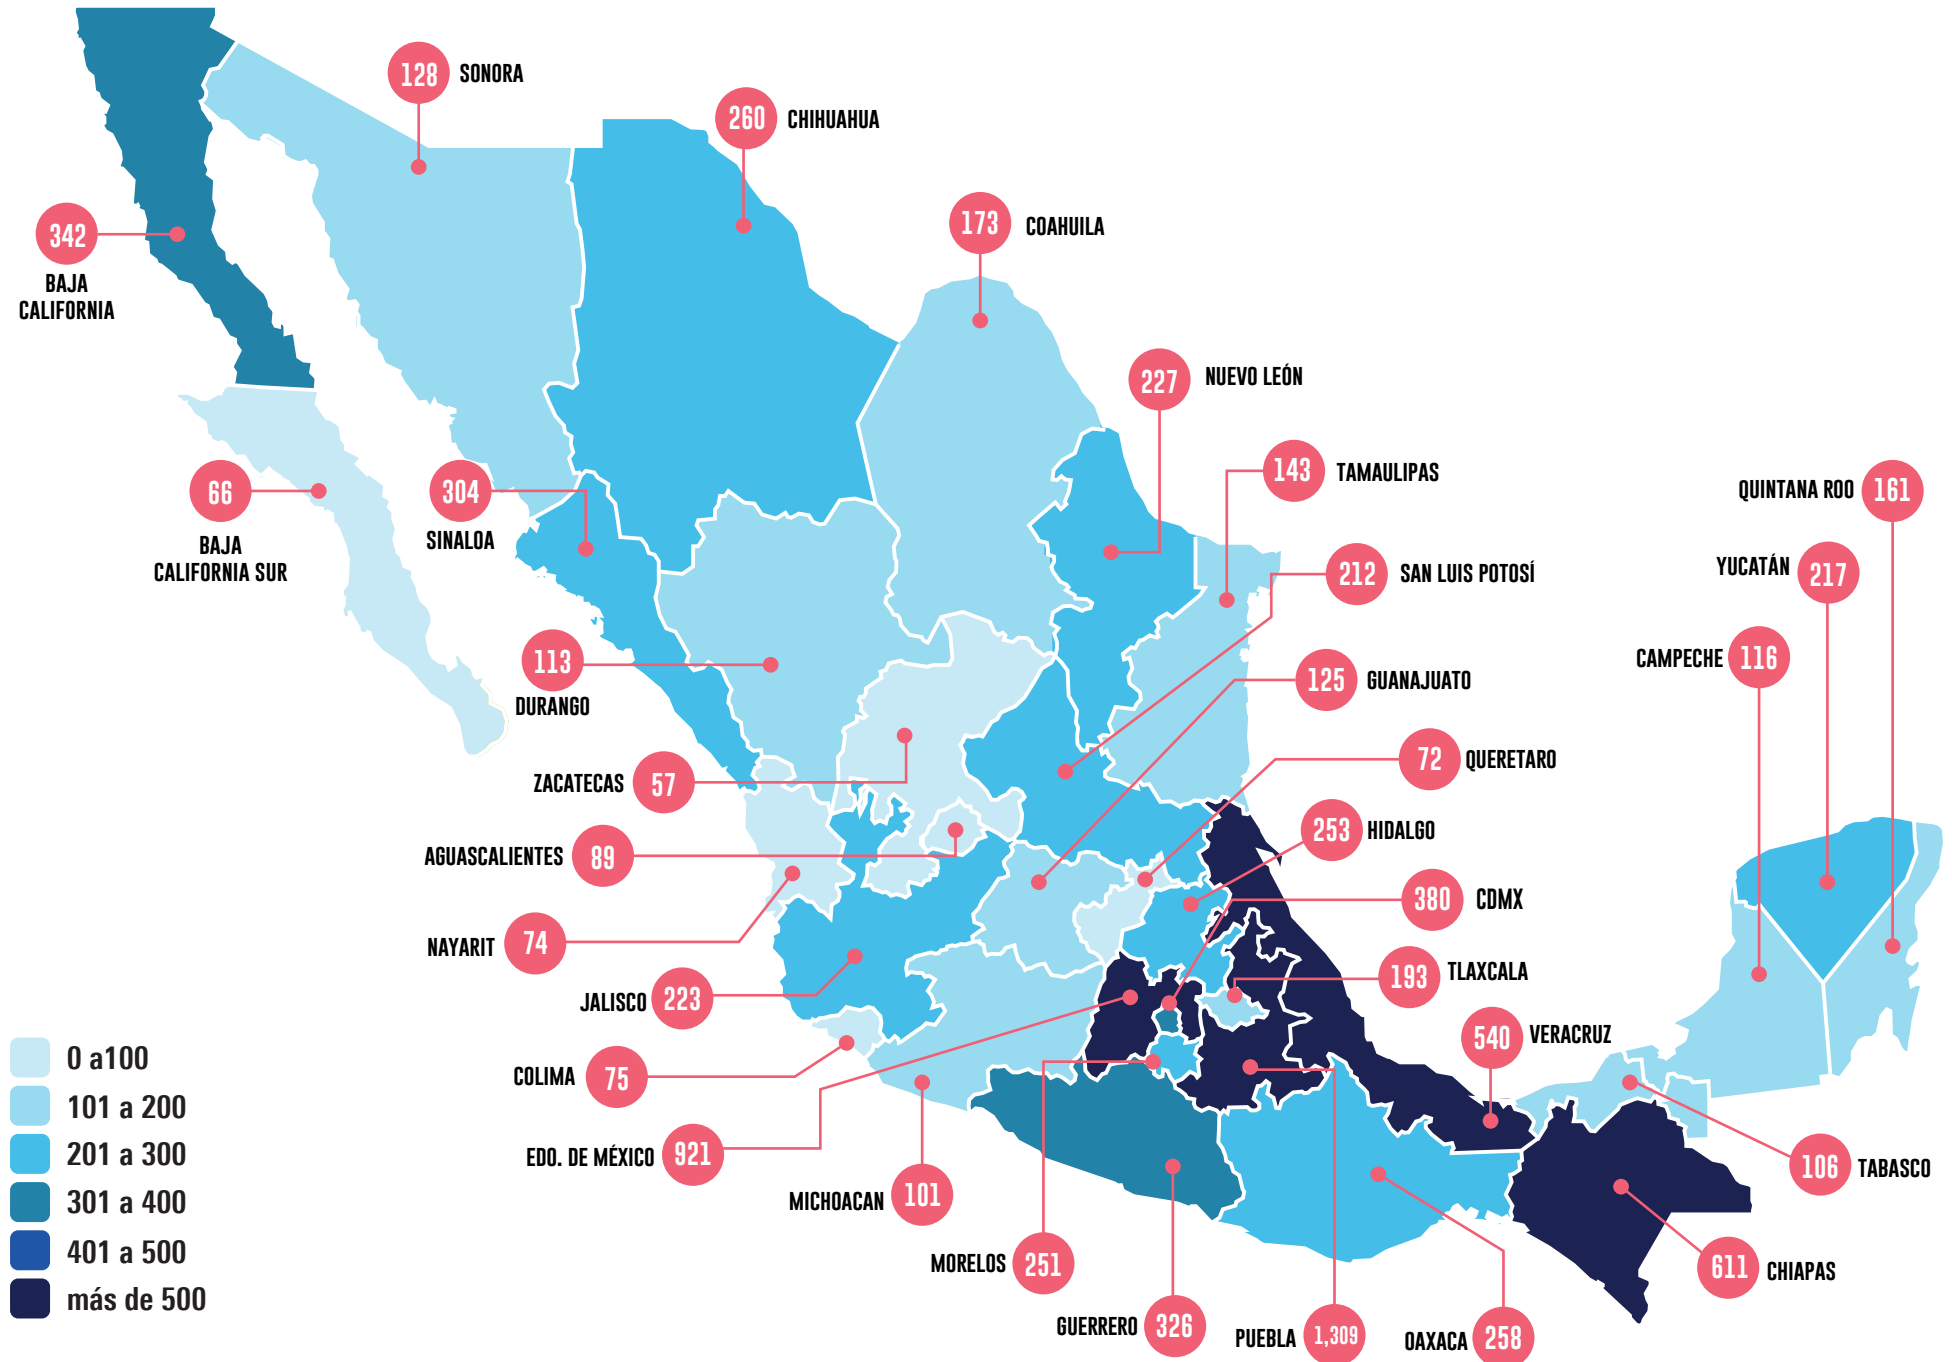 128 SONORA
260 CHIHUAHUA
342
BAJA
CALIFORNIA
173 COAHUILA
227 NUEVO LEÓN
143 TAMAULIPAS
66
BAJA
CALIFORNIA SUR
304
SINALOA
QUINTANA ROO 161
212 SAN LUIS POTOSÍ
YUCATÁN 217
CAMPECHE 116
113
DURANGO
125 GUANAJUATO
ZACATECAS 57
72 QUERETARO
253 HIDALGO
AGUASCALIENTES 89
380 CDMX
NAYARIT 74
193 TLAXCALA
JALISCO 223
540 VERACRUZ
COLIMA 75
EDO. DE MÉXICO 921
106 TABASCO
MICHOACAN 101
MORELOS 251
611 CHIAPAS
GUERRERO 326
PUEBLA 1,309
OAXACA 258
0 a100
101 a 200
201 a 300
301 a 400
401 a 500
más de 500